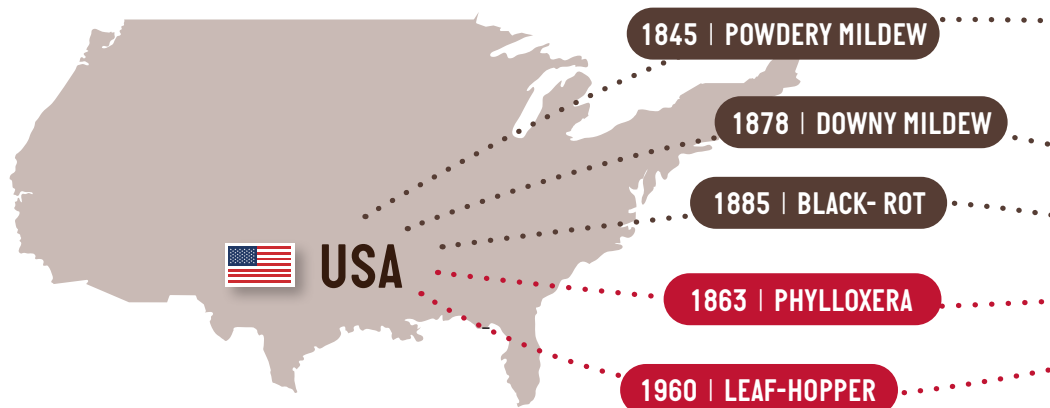 1845 | POWDERY MILDEW
1878 | DOWNY MILDEW
1885 | BLACK- ROT
USA
1863 | PHYLLOXERA
1960 | LEAF-HOPPER